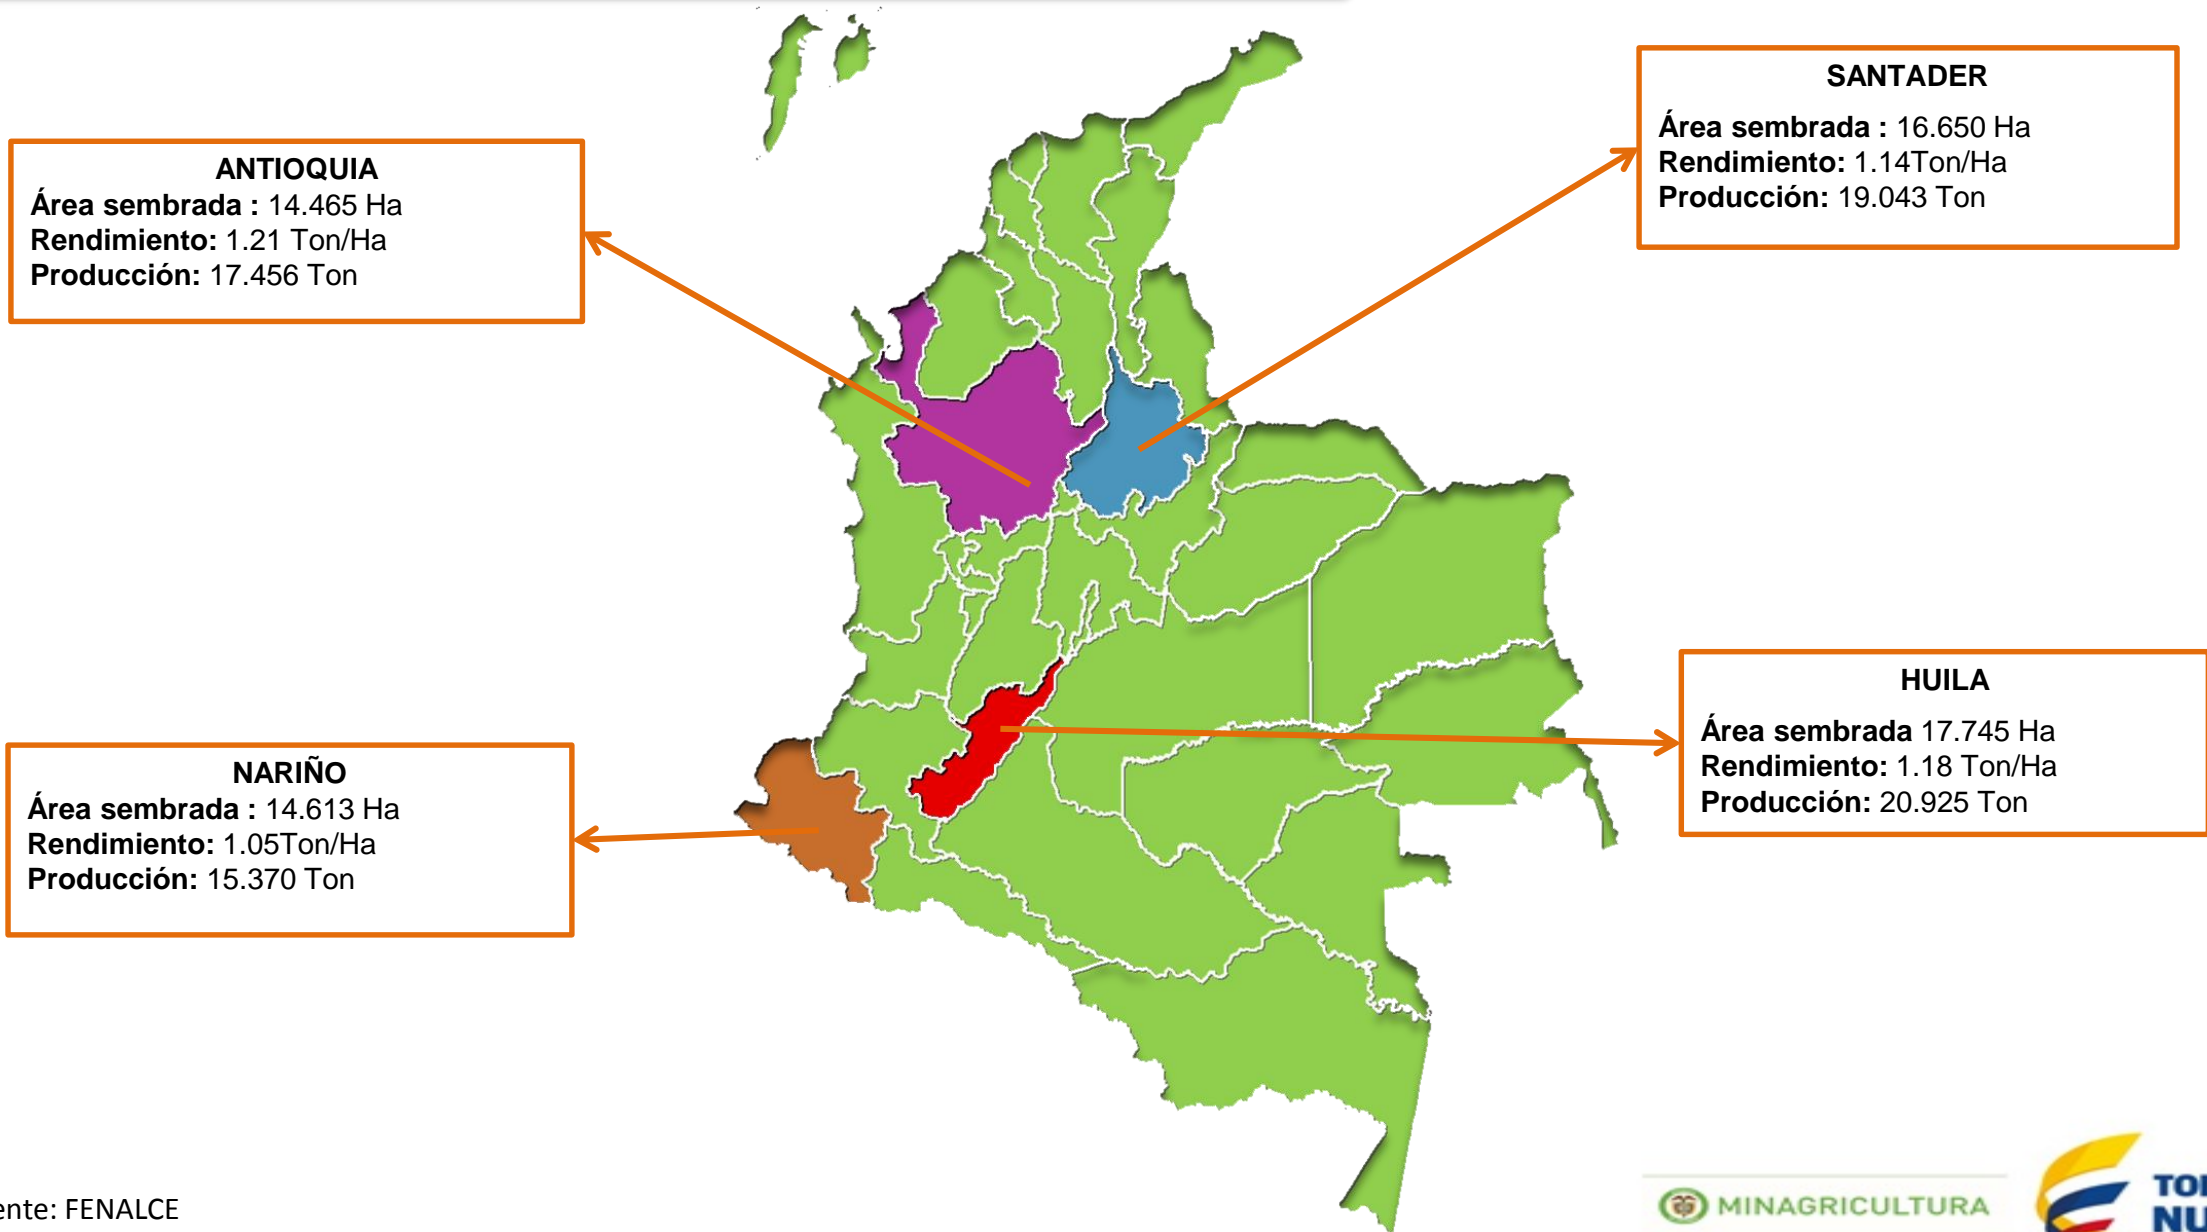 SANTADER
Área sembrada : 16.650 Ha
Rendimiento: 1.14Ton/Ha
Producción: 19.043 Ton
ANTIOQUIA
Área sembrada : 14.465 Ha
Rendimiento: 1.21 Ton/Ha
Producción: 17.456 Ton
HUILA
Área sembrada 17.745 Ha
Rendimiento: 1.18 Ton/Ha
Producción: 20.925 Ton
NARIÑO
Área sembrada : 14.613 Ha
Rendimiento: 1.05Ton/Ha
Producción: 15.370 Ton
ente: FENALCE
MINAGRICULTURA